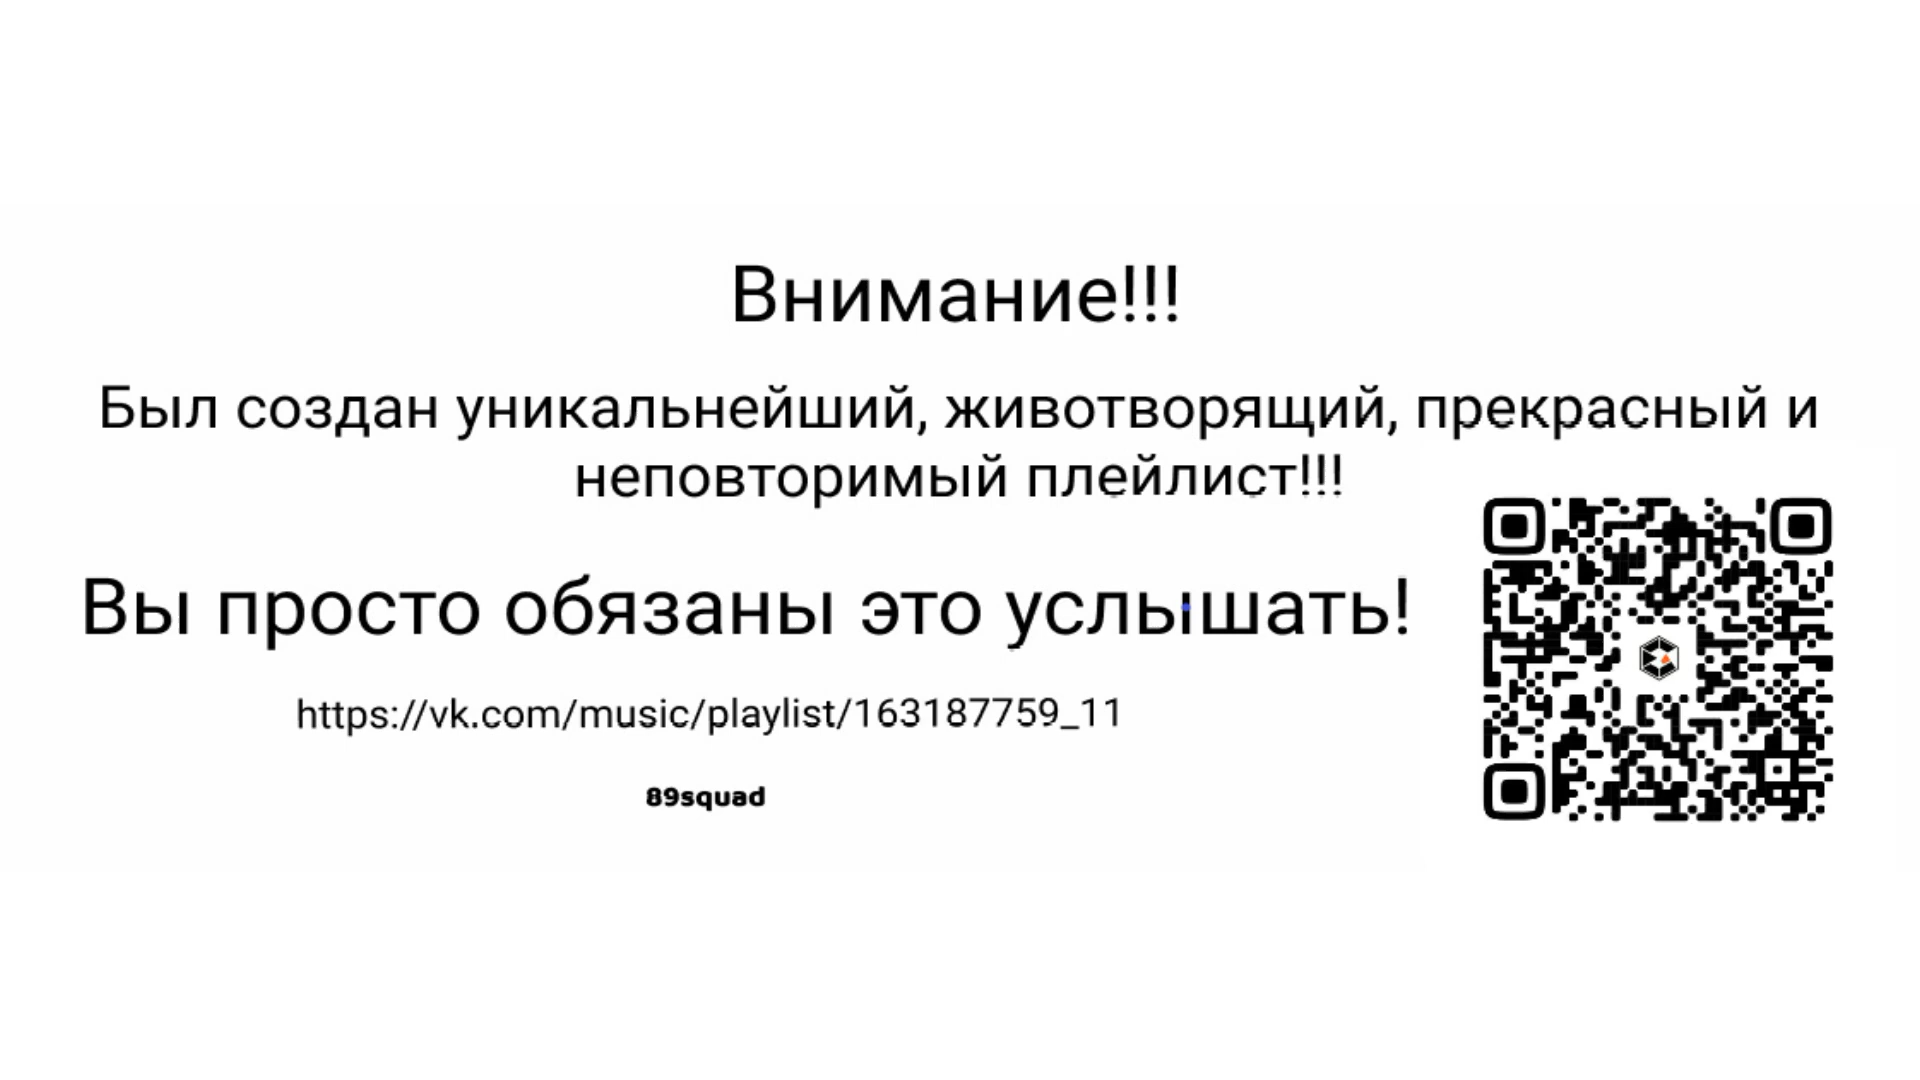 Внимание!!!
Был создан уникальнейший, животворящий, прекрасный и
неповторимый плейлист!!!
Вы просто обязаны это услышать!
https://vk.com/music/playlist/163187759_11
89squad